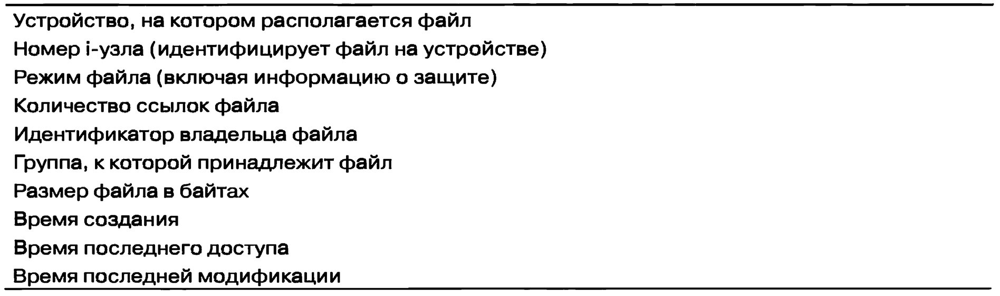 Устройство, на котором располагается файл
Номер i-узла (идентифицирует файл на устройстве)
Режим файла (включая информацию о защите)
Количество ссылок файла
Идентификатор владельца файла
Группа, к которой принадлежит файл
Размер файла в байтах
Время создания
Время последнего доступа
Время последней модификации